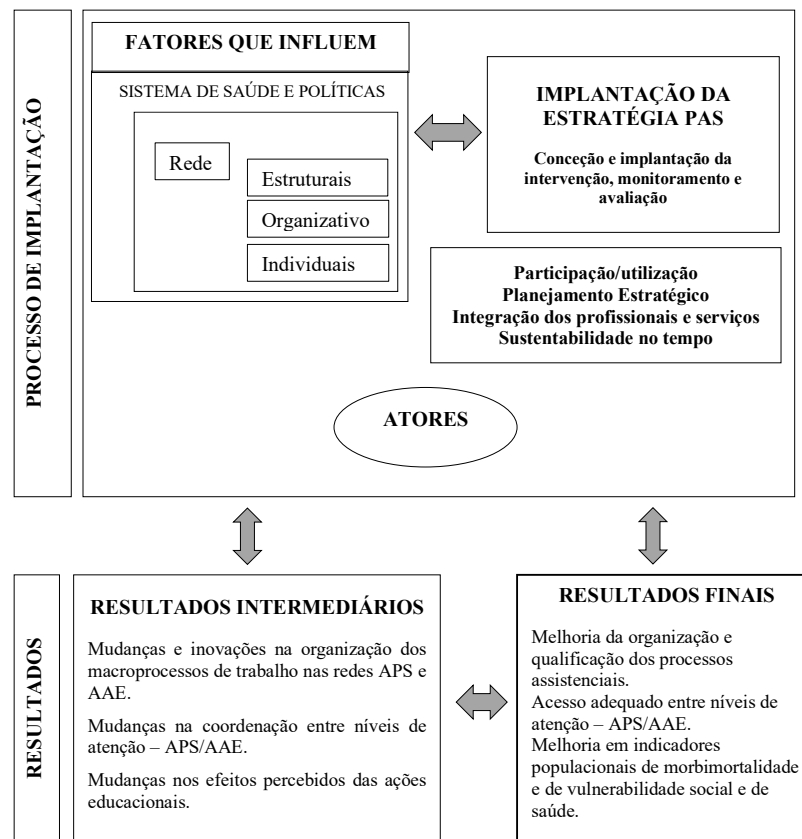 PROCESSO DE IMPLANTAÇÃO
FATORES QUE INFLUEM
SISTEMA DE SAÚDE E POLÍTICAS
Rede
Estruturais
Organizativo
Individuais
IMPLANTAÇÃO DA
ESTRATÉGIA PAS
Conceção e implantação da
intervenção, monitoramento e
avaliação
Participação/utilização
Planejamento Estratégico
Integração dos profissionais e serviços
Sustentabilidade no tempo
ATORES
RESULTADOS
RESULTADOS INTERMEDIÁRIOS
Mudanças e inovações na organização dos
macroprocessos de trabalho nas redes APS e
AAE.
Mudanças na coordenação entre níveis de
atenção – APS/AAE.
Mudanças nos efeitos percebidos das ações
educacionais.
RESULTADOS FINAIS
Melhoria da organização e
qualificação dos processos
assistenciais.
Acesso adequado entre níveis de
atenção – APS/AAE.
Melhoria em indicadores
populacionais de morbimortalidade
e de vulnerabilidade social e de
saúde.